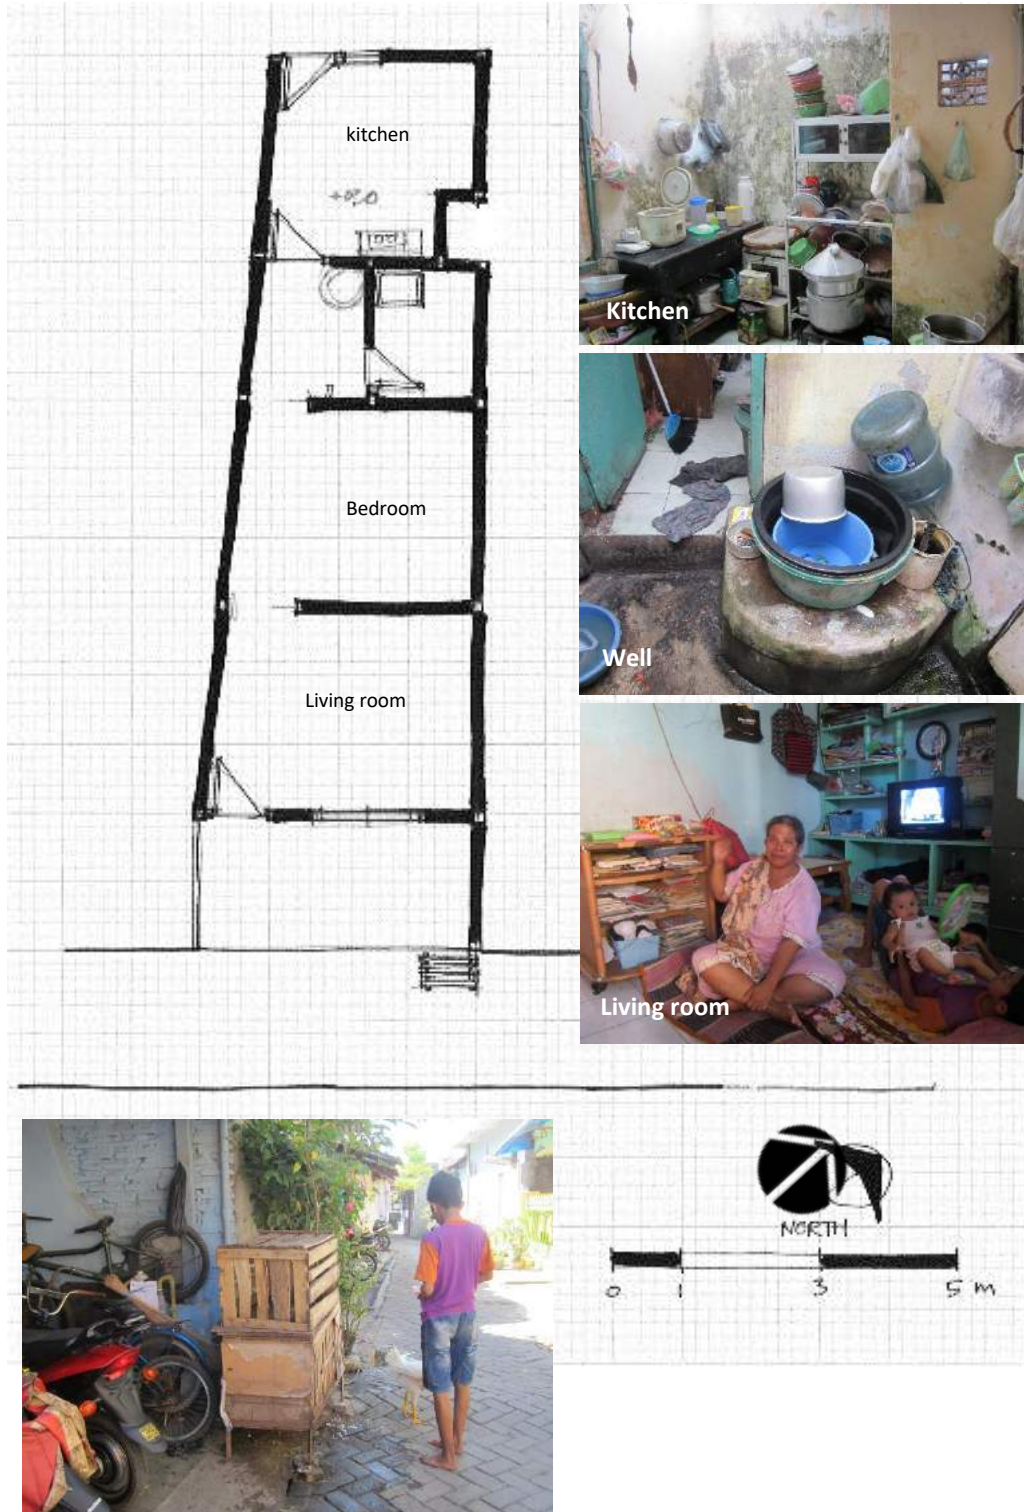 kitchen
+0,0
Kitchen
Bedroom
Well
Living room
Living room
NORTH
0 1 3 5 m